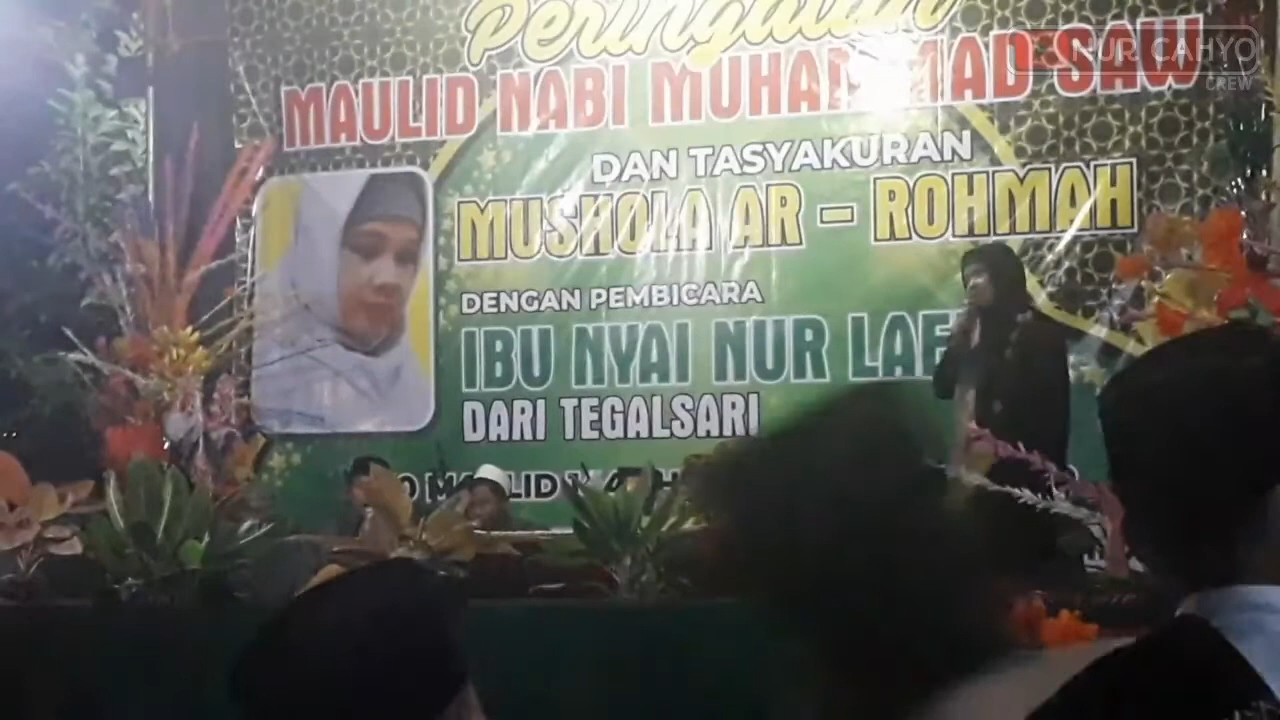 Peringatan
MAULID NABI MUHAMMAD SAW
DAN TASYAKURAN
MUSHOLA AR - ROHMAH
DENGAN PEMBICARA
IBU NYAI NUR
DARI TEGALSARI
NUR CAHYO
CREW